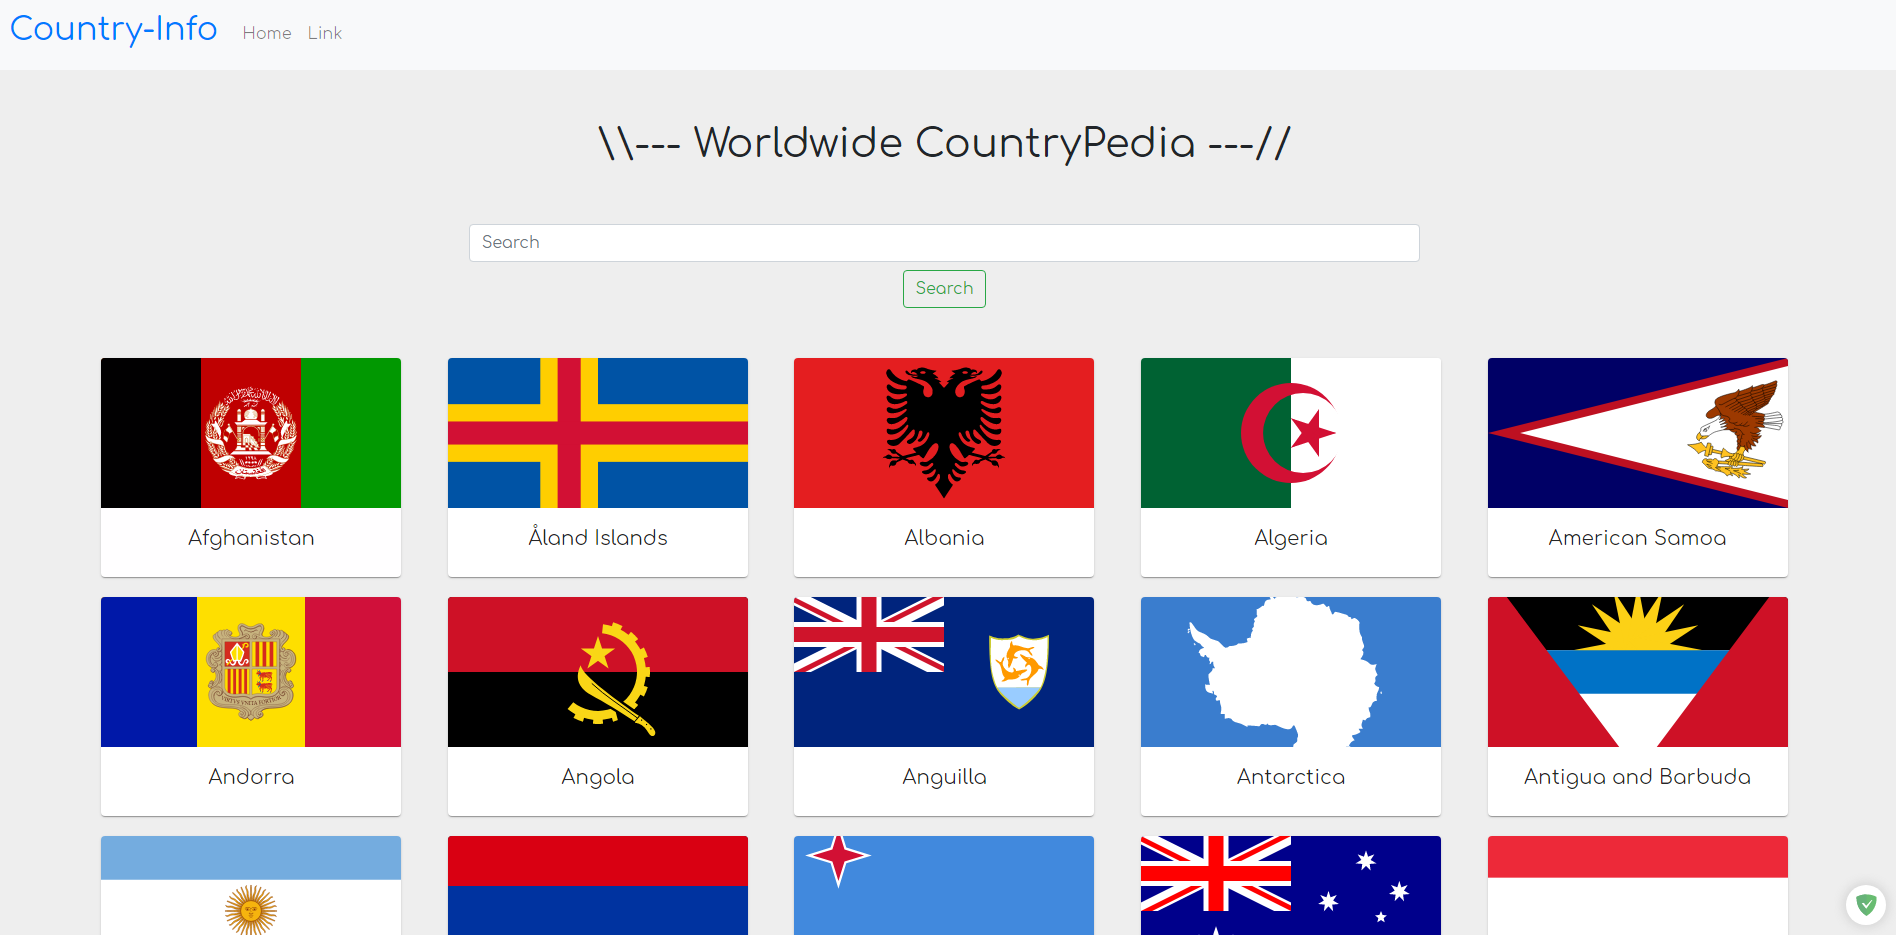 Country-Info Home Link
\\--- Worldwide CountryPedia ---//
Search
Search
Afghanistan
Åland Islands
Albania
Algeria
American Samoa
Andorra
Angola
Anguilla
Antarctica
Antigua and Barbuda